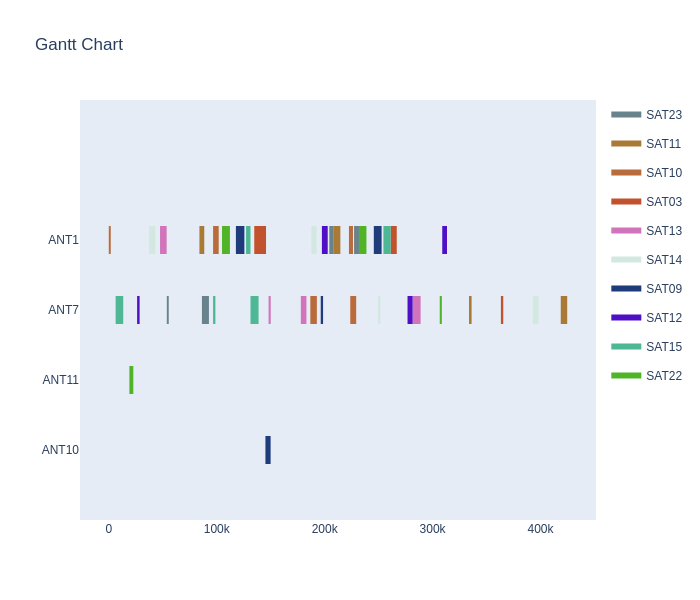 Gantt Chart
ANT1
ANT7
ANT11
ANT10
0 100k 200k 300k 400k
SAT23
SAT11
SAT10
SAT03
SAT13
SAT14
SAT09
SAT12
SAT15
SAT22